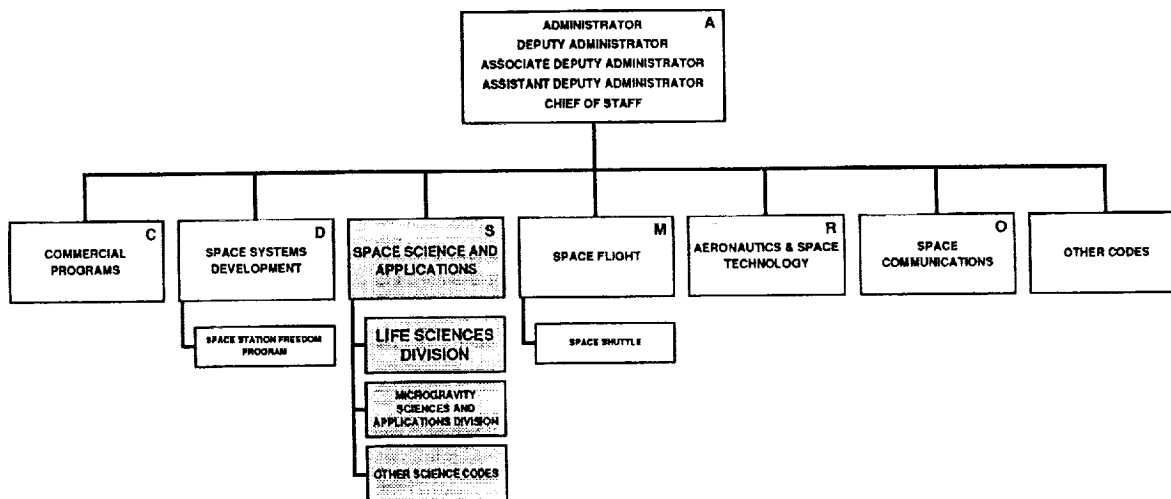 A
ADMINISTRATOR
DEPUTY ADMINISTRATOR
ASSOCIATE DEPUTY ADMINISTRATOR
ASSISTANT DEPUTY ADMINISTRATOR
CHIEF OF STAFF
C
COMMERCIAL
PROGRAMS
D
SPACE SYSTEMS
DEVELOPMENT
S
SPACE SCIENCE AND
APPLICATIONS
M
SPACE FLIGHT
R
AERONAUTICS & SPACE
TECHNOLOGY
O
SPACE
COMMUNICATIONS
OTHER CODES
SPACE STATION FREEDOM
PROGRAM
LIFE SCIENCES
DIVISION
MICROGRAVITY
SCIENCES AND
APPLICATIONS DIVISION
OTHER SCIENCE CODES
SPACE SHUTTLE